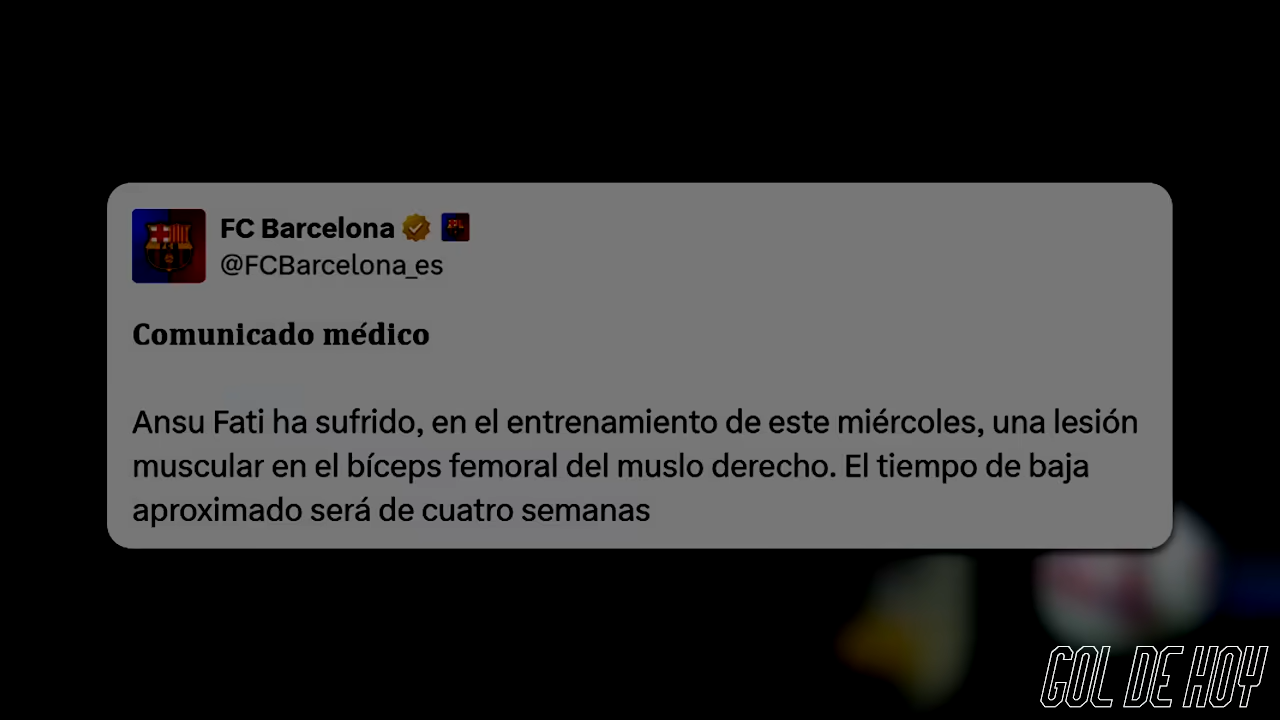 FC Barcelona
@FCBarcelona_es
Comunicado médico
Ansu Fati ha sufrido, en el entrenamiento de este miércoles, una lesión
muscular en el bíceps femoral del muslo derecho. El tiempo de baja
aproximado será de cuatro semanas
GOL DE HOY